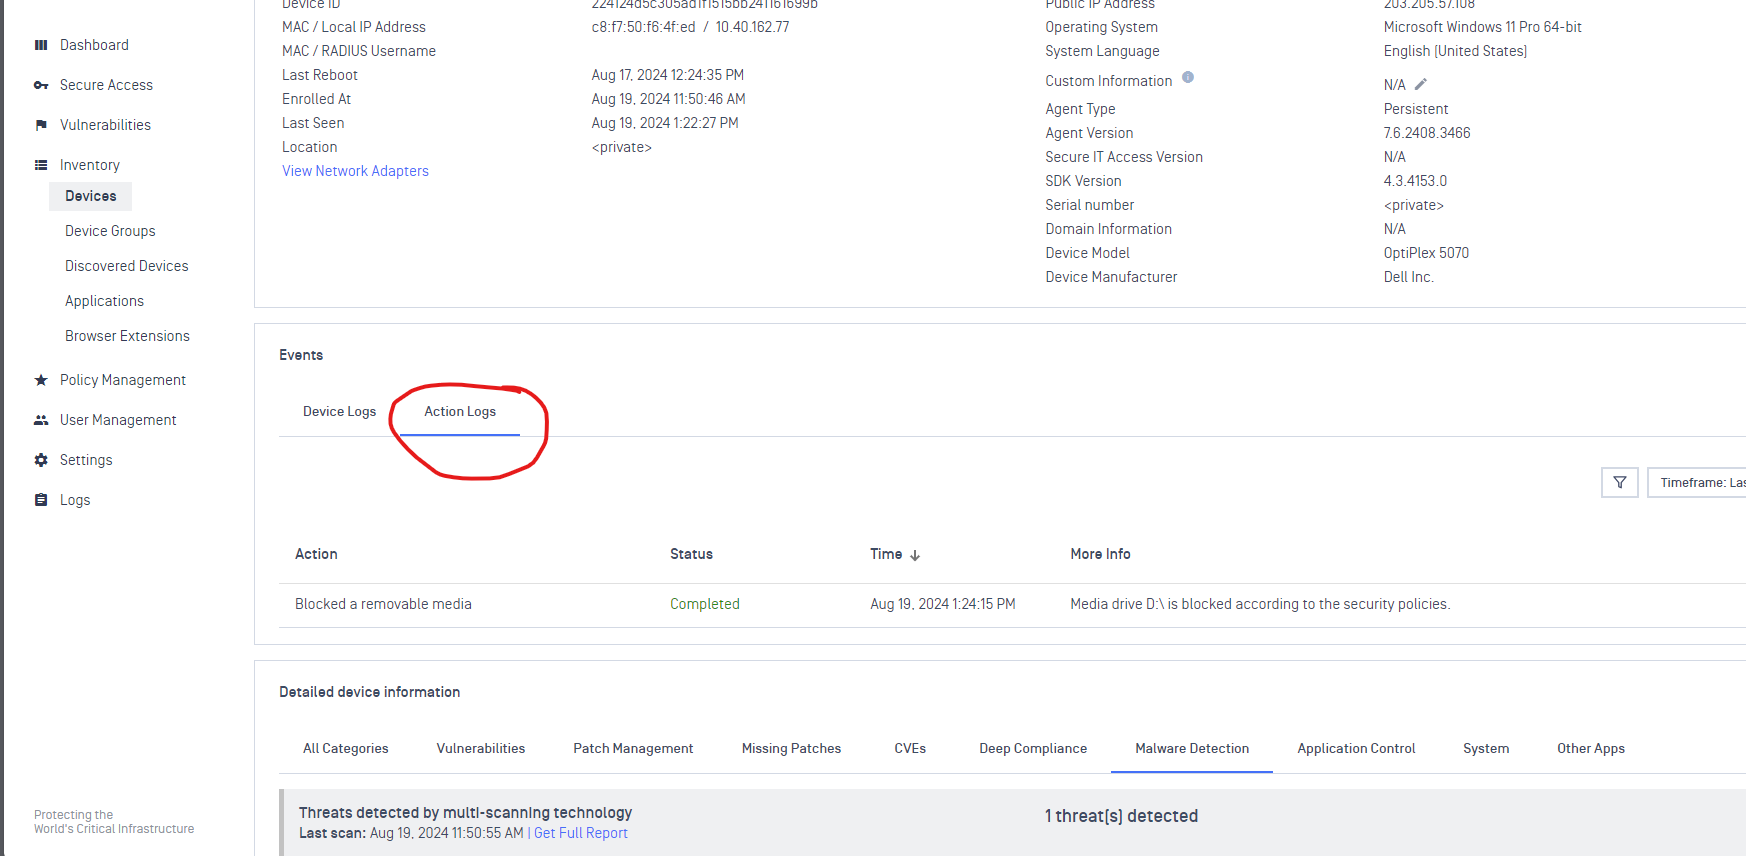 Dashboard
Secure Access
Vulnerabilities
Inventory
Devices
Device Groups
Discovered Devices
Applications
Browser Extensions
Policy Management
User Management
Settings
Logs
Protecting the
World's Critical Infrastructure
Device ID
MAC / Local IP Address c8:f7:50:f6:4f:ed / 10.40.162.77
MAC / RADIUS Username
Last Reboot Aug 17, 2024 12:24:35 PM
Enrolled At Aug 19, 2024 11:50:46 AM
Last Seen Aug 19, 2024 1:22:27 PM
Location <private>
View Network Adapters
Public IP Address 203.205.57.108
Operating System Microsoft Windows 11 Pro 64-bit
System Language English (United States)
Custom Information N/A
Agent Type Persistent
Agent Version 7.6.2408.3466
Secure IT Access Version N/A
SDK Version 4.3.4153.0
Serial number <private>
Domain Information N/A
Device Model OptiPlex 5070
Device Manufacturer Dell Inc.
Events
Device Logs Action Logs
Timeframe: Las
Action Status Time More Info
Blocked a removable media Completed Aug 19, 2024 1:24:15 PM Media drive D:\ is blocked according to the security policies.
Detailed device information
All Categories Vulnerabilities Patch Management Missing Patches CVEs Deep Compliance Malware Detection Application Control System Other Apps
Threats detected by multi-scanning technology 1 threat(s) detected
Last scan: Aug 19, 2024 11:50:55 AM | Get Full Report